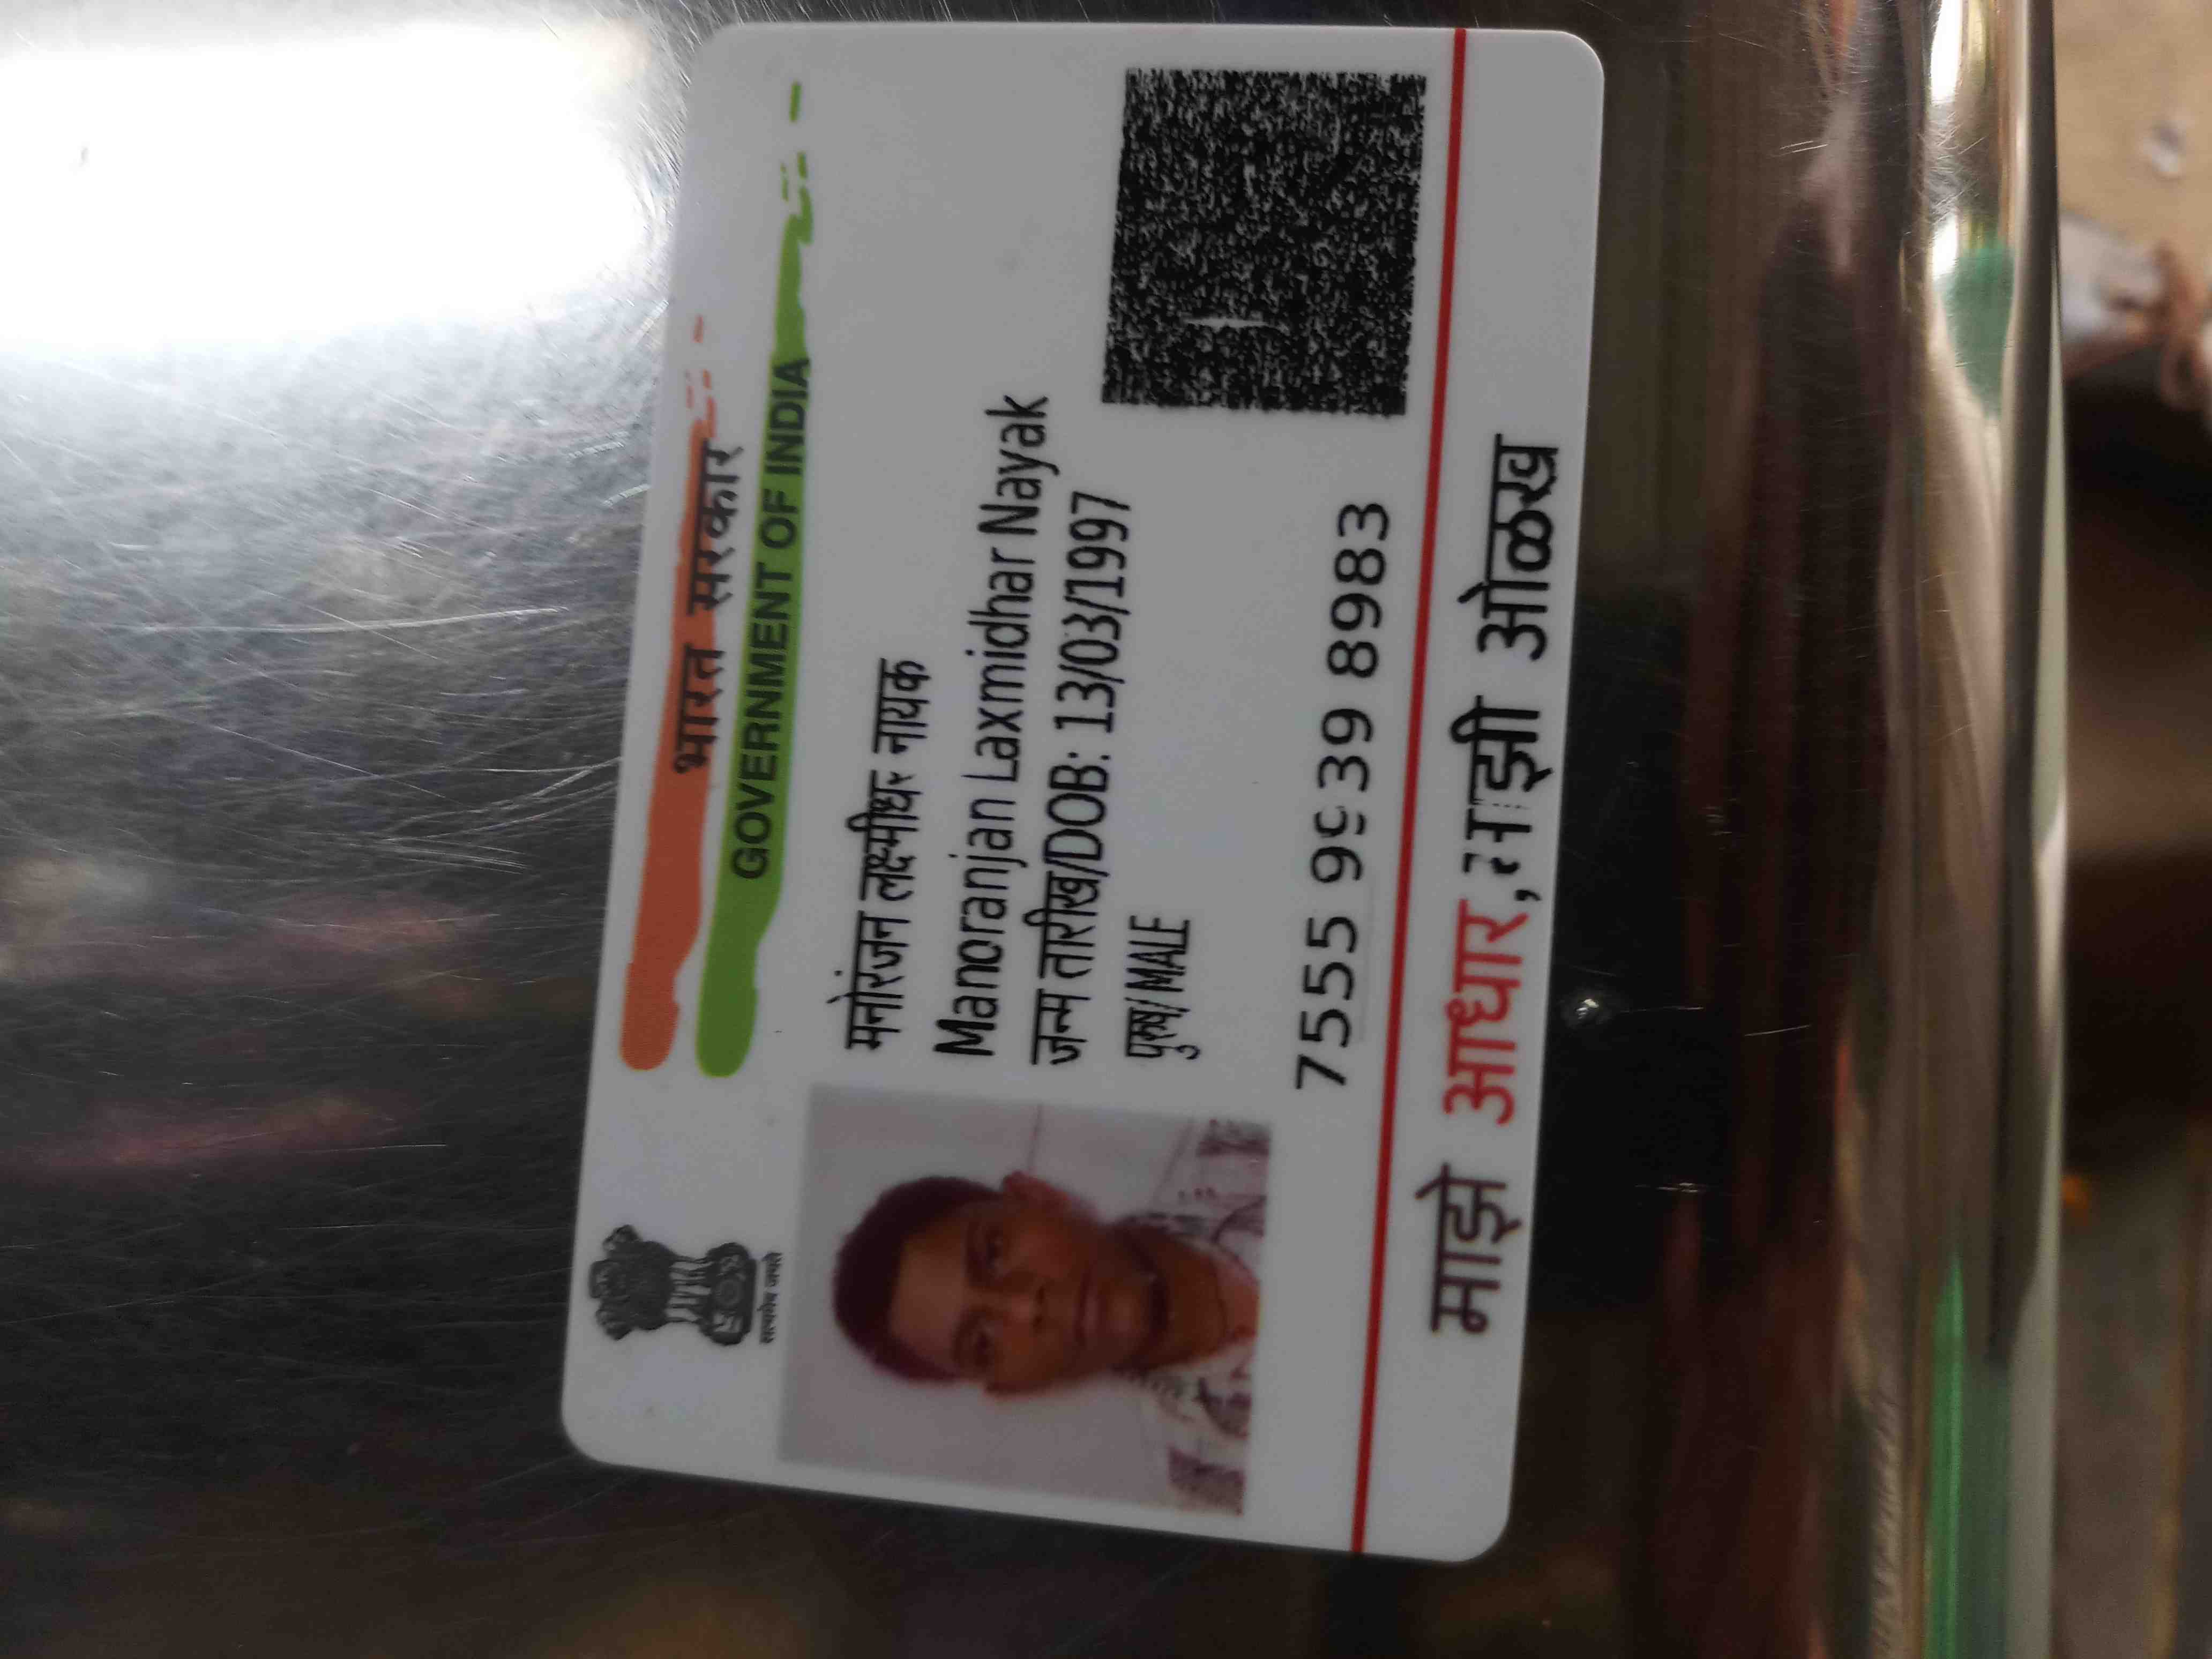 भारत सरकार
GOVERNMENT OF INDIA
सत्यमेव जयते
मनोरंजन लक्ष्मीधर नायक
Manoranjan Laxmidhar Nayak
जन्म तारीख/DOB: 13/03/1997
पुरुष/ MALE
7555 9939 8983
माझे आधार, माझी ओळख